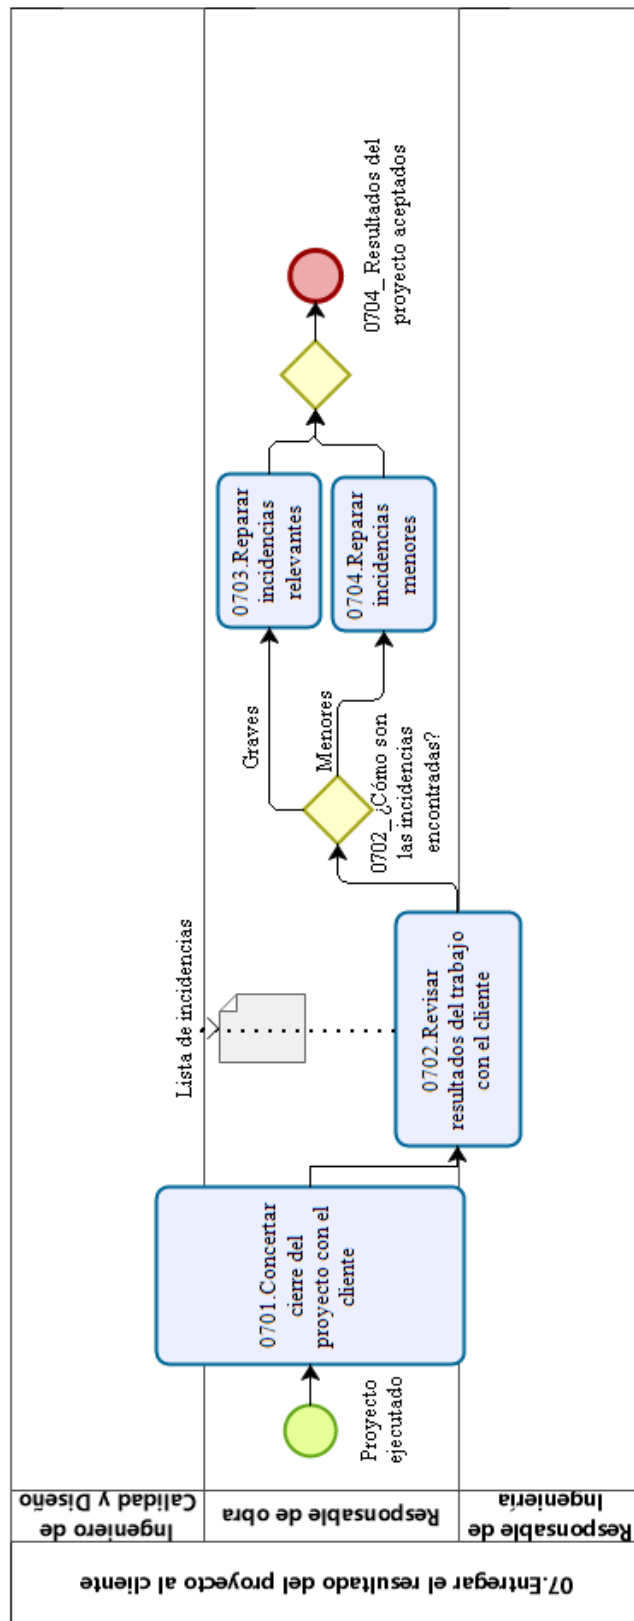 07.Entregar el resultado del proyecto al cliente
Ingeniero de
Calidad y Diseño
Responsable de obra
Responsable de
Ingeniería
Proyecto
ejecutado
0701.Concertar
cierre del
proyecto con el
cliente
Lista de incidencias
0702.Revisar
resultados del trabajo
con el cliente
0702_¿Cómo son
las incidencias
encontradas?
Graves
Menores
0703.Reparar
incidencias
relevantes
0704.Reparar
incidencias
menores
0704_Resultados del
proyecto aceptados